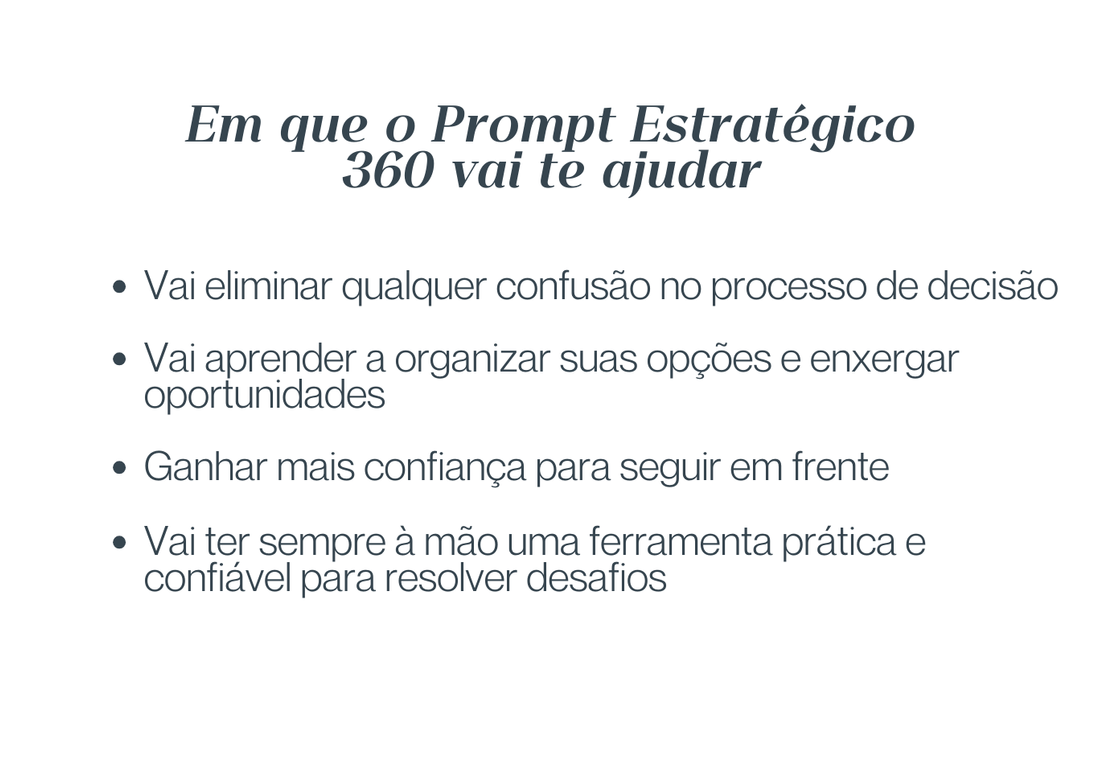 Em que o Prompt Estratégico
360 vai te ajudar
• Vai eliminar qualquer confusão no processo de decisão
• Vai aprender a organizar suas opções e enxergar
oportunidades
• Ganhar mais confiança para seguir em frente
• Vai ter sempre à mão uma ferramenta prática e
confiável para resolver desafios